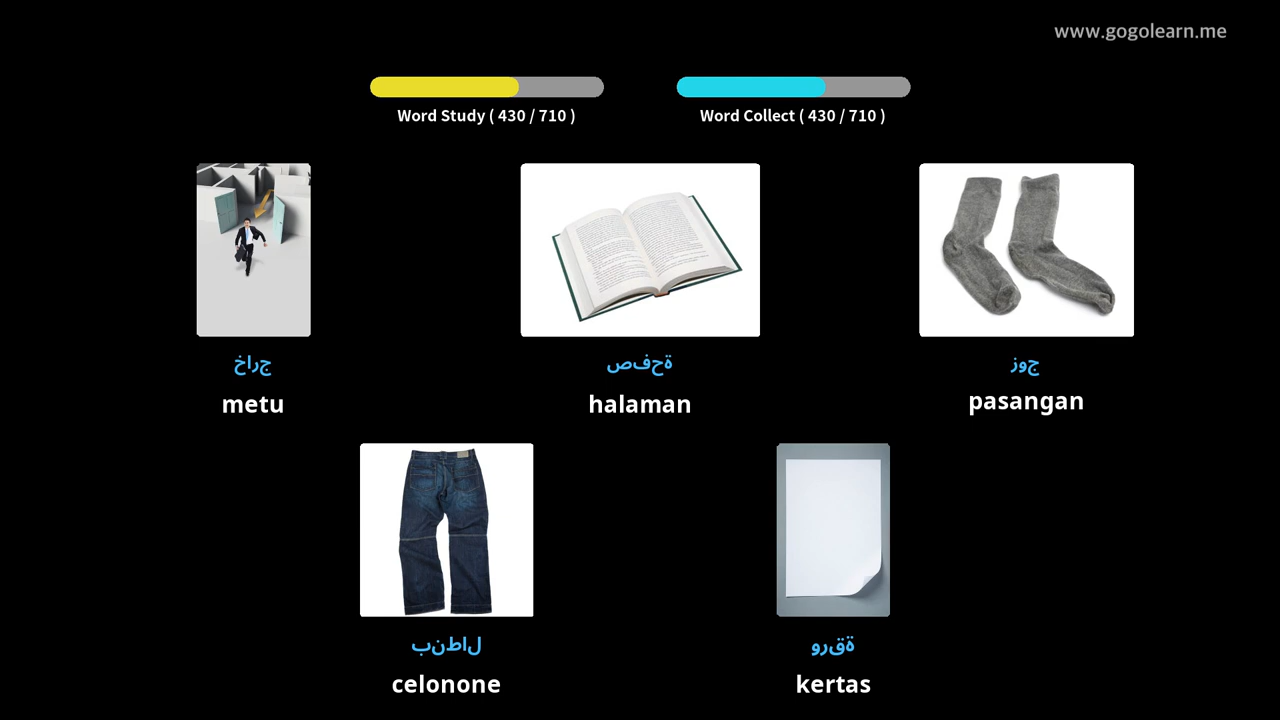 www.gogolearn.me
Word Study ( 430 / 710 )
Word Collect ( 430 / 710 )
خارج
metu
صفحة
halaman
زوج
pasangan
بنطال
celonone
ورقة
kertas